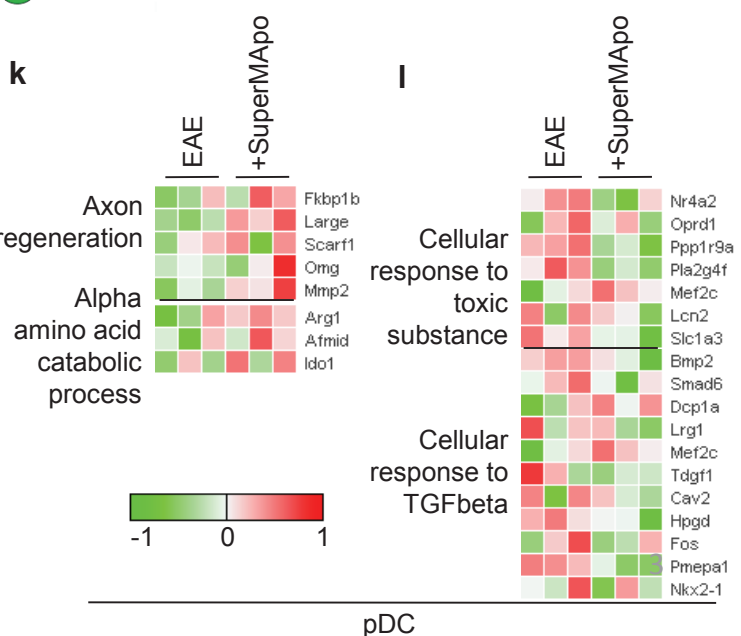 k
EAE
+SuperMApo
Axon
regeneration
Fkbp1b
Large
Scarf1
Omg
Mmp2
Alpha
amino acid
catabolic
process
Arg1
Afmid
Ido1
-1
0
1
l
EAE
+SuperMApo
Cellular
response to
toxic
substance
Nr4a2
Oprd1
Ppp1r9a
Pla2g4f
Mef2c
Lcn2
Slc1a3
Cellular
response to
TGFbeta
Bmp2
Smad6
Dcp1a
Lrg1
Mef2c
Tdgf1
Cav2
Hpgd
Fos
3
Pmepa1
Nkx2-1
pDC